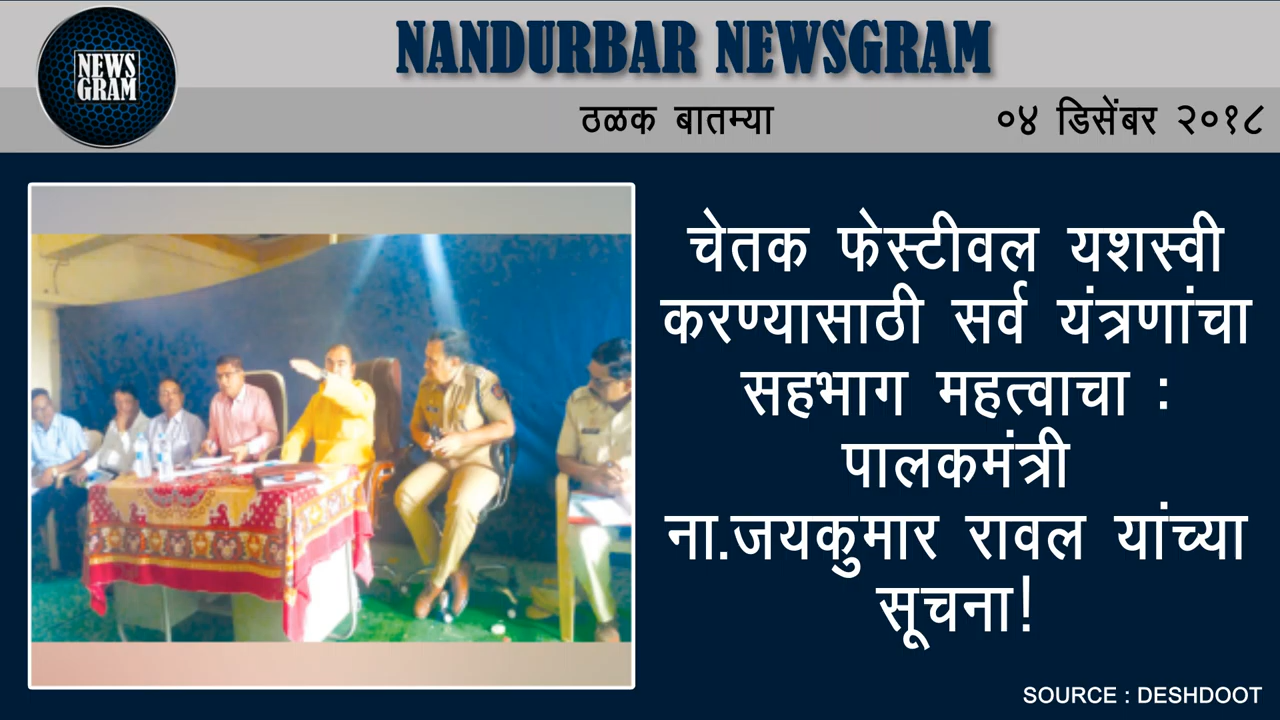 NEWS
GRAM
NANDURBAR NEWSGRAM
ठळक बातम्या
०४ डिसेंबर २०१८
चेतक फेस्टीवल यशस्वी
करण्यासाठी सर्व यंत्रणांचा
सहभाग महत्वाचा :
पालकमंत्री
ना.जयकुमार रावल यांच्या
सूचना!
SOURCE : DESHDOOT